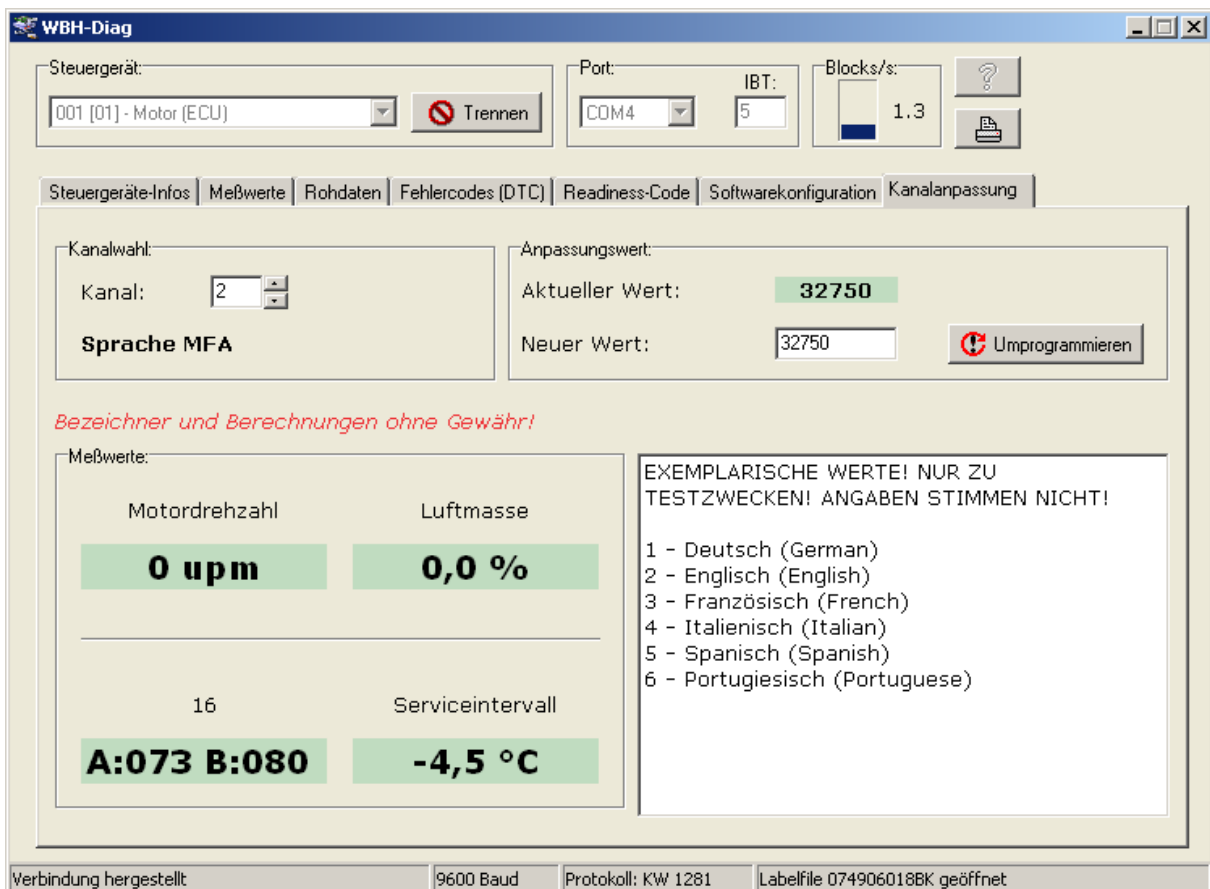 WBH-Diag
Steuergerät:
001 [01] - Motor (ECU)
Trennen
Port:
IBT:
COM4
5
Blocks/s:
1.3
Steuergeräte-Infos Meßwerte Rohdaten Fehlercodes (DTC) Readiness-Code Softwarekonfiguration Kanalanpassung
Kanalwahl:
Kanal: 2
Sprache MFA
Anpassungswert:
Aktueller Wert: 32750
Neuer Wert: 32750 Umprogrammieren
Bezeichner und Berechnungen ohne Gewähr!
Meßwerte:
Motordrehzahl Luftmasse
0 upm 0,0 %
16 Serviceintervall
A:073 B:080 -4,5 °C
EXEMPLARISCHE WERTE! NUR ZU
TESTZWECKEN! ANGABEN STIMMEN NICHT!
1 - Deutsch (German)
2 - Englisch (English)
3 - Französisch (French)
4 - Italienisch (Italian)
5 - Spanisch (Spanish)
6 - Portugiesisch (Portuguese)
Verbindung hergestellt 9600 Baud Protokoll: KW 1281 Labelfile 074906018BK geöffnet